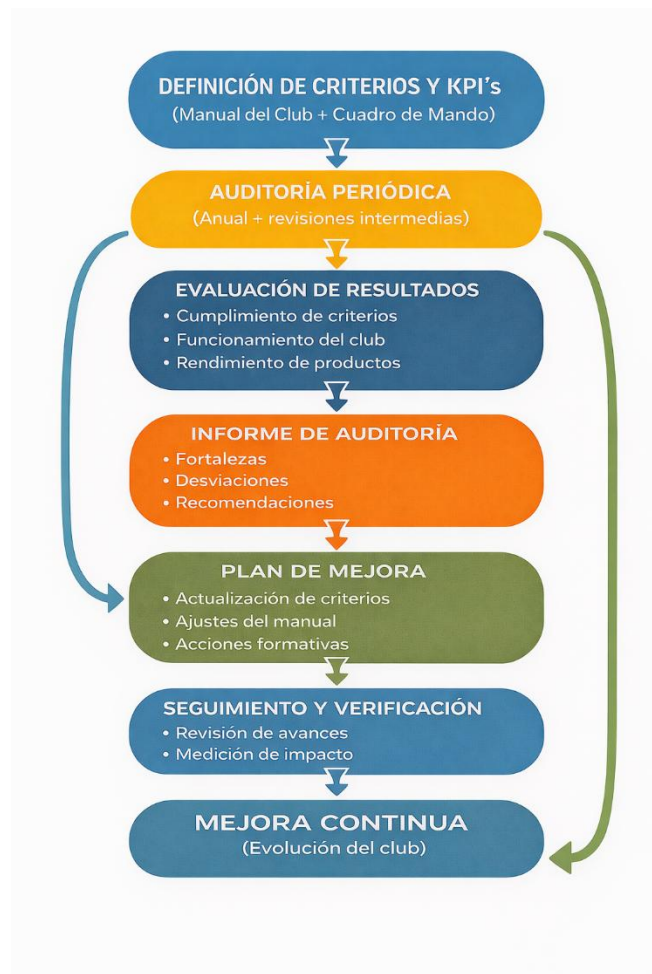 DEFINICIÓN DE CRITERIOS Y KPI's
(Manual del Club + Cuadro de Mando)
AUDITORÍA PERIÓDICA
(Anual + revisiones intermedias)
EVALUACIÓN DE RESULTADOS
• Cumplimiento de criterios
• Funcionamiento del club
• Rendimiento de productos
INFORME DE AUDITORÍA
• Fortalezas
• Desviaciones
• Recomendaciones
PLAN DE MEJORA
• Actualización de criterios
• Ajustes del manual
• Acciones formativas
SEGUIMIENTO Y VERIFICACIÓN
• Revisión de avances
• Medición de impacto
MEJORA CONTINUA
(Evolución del club)